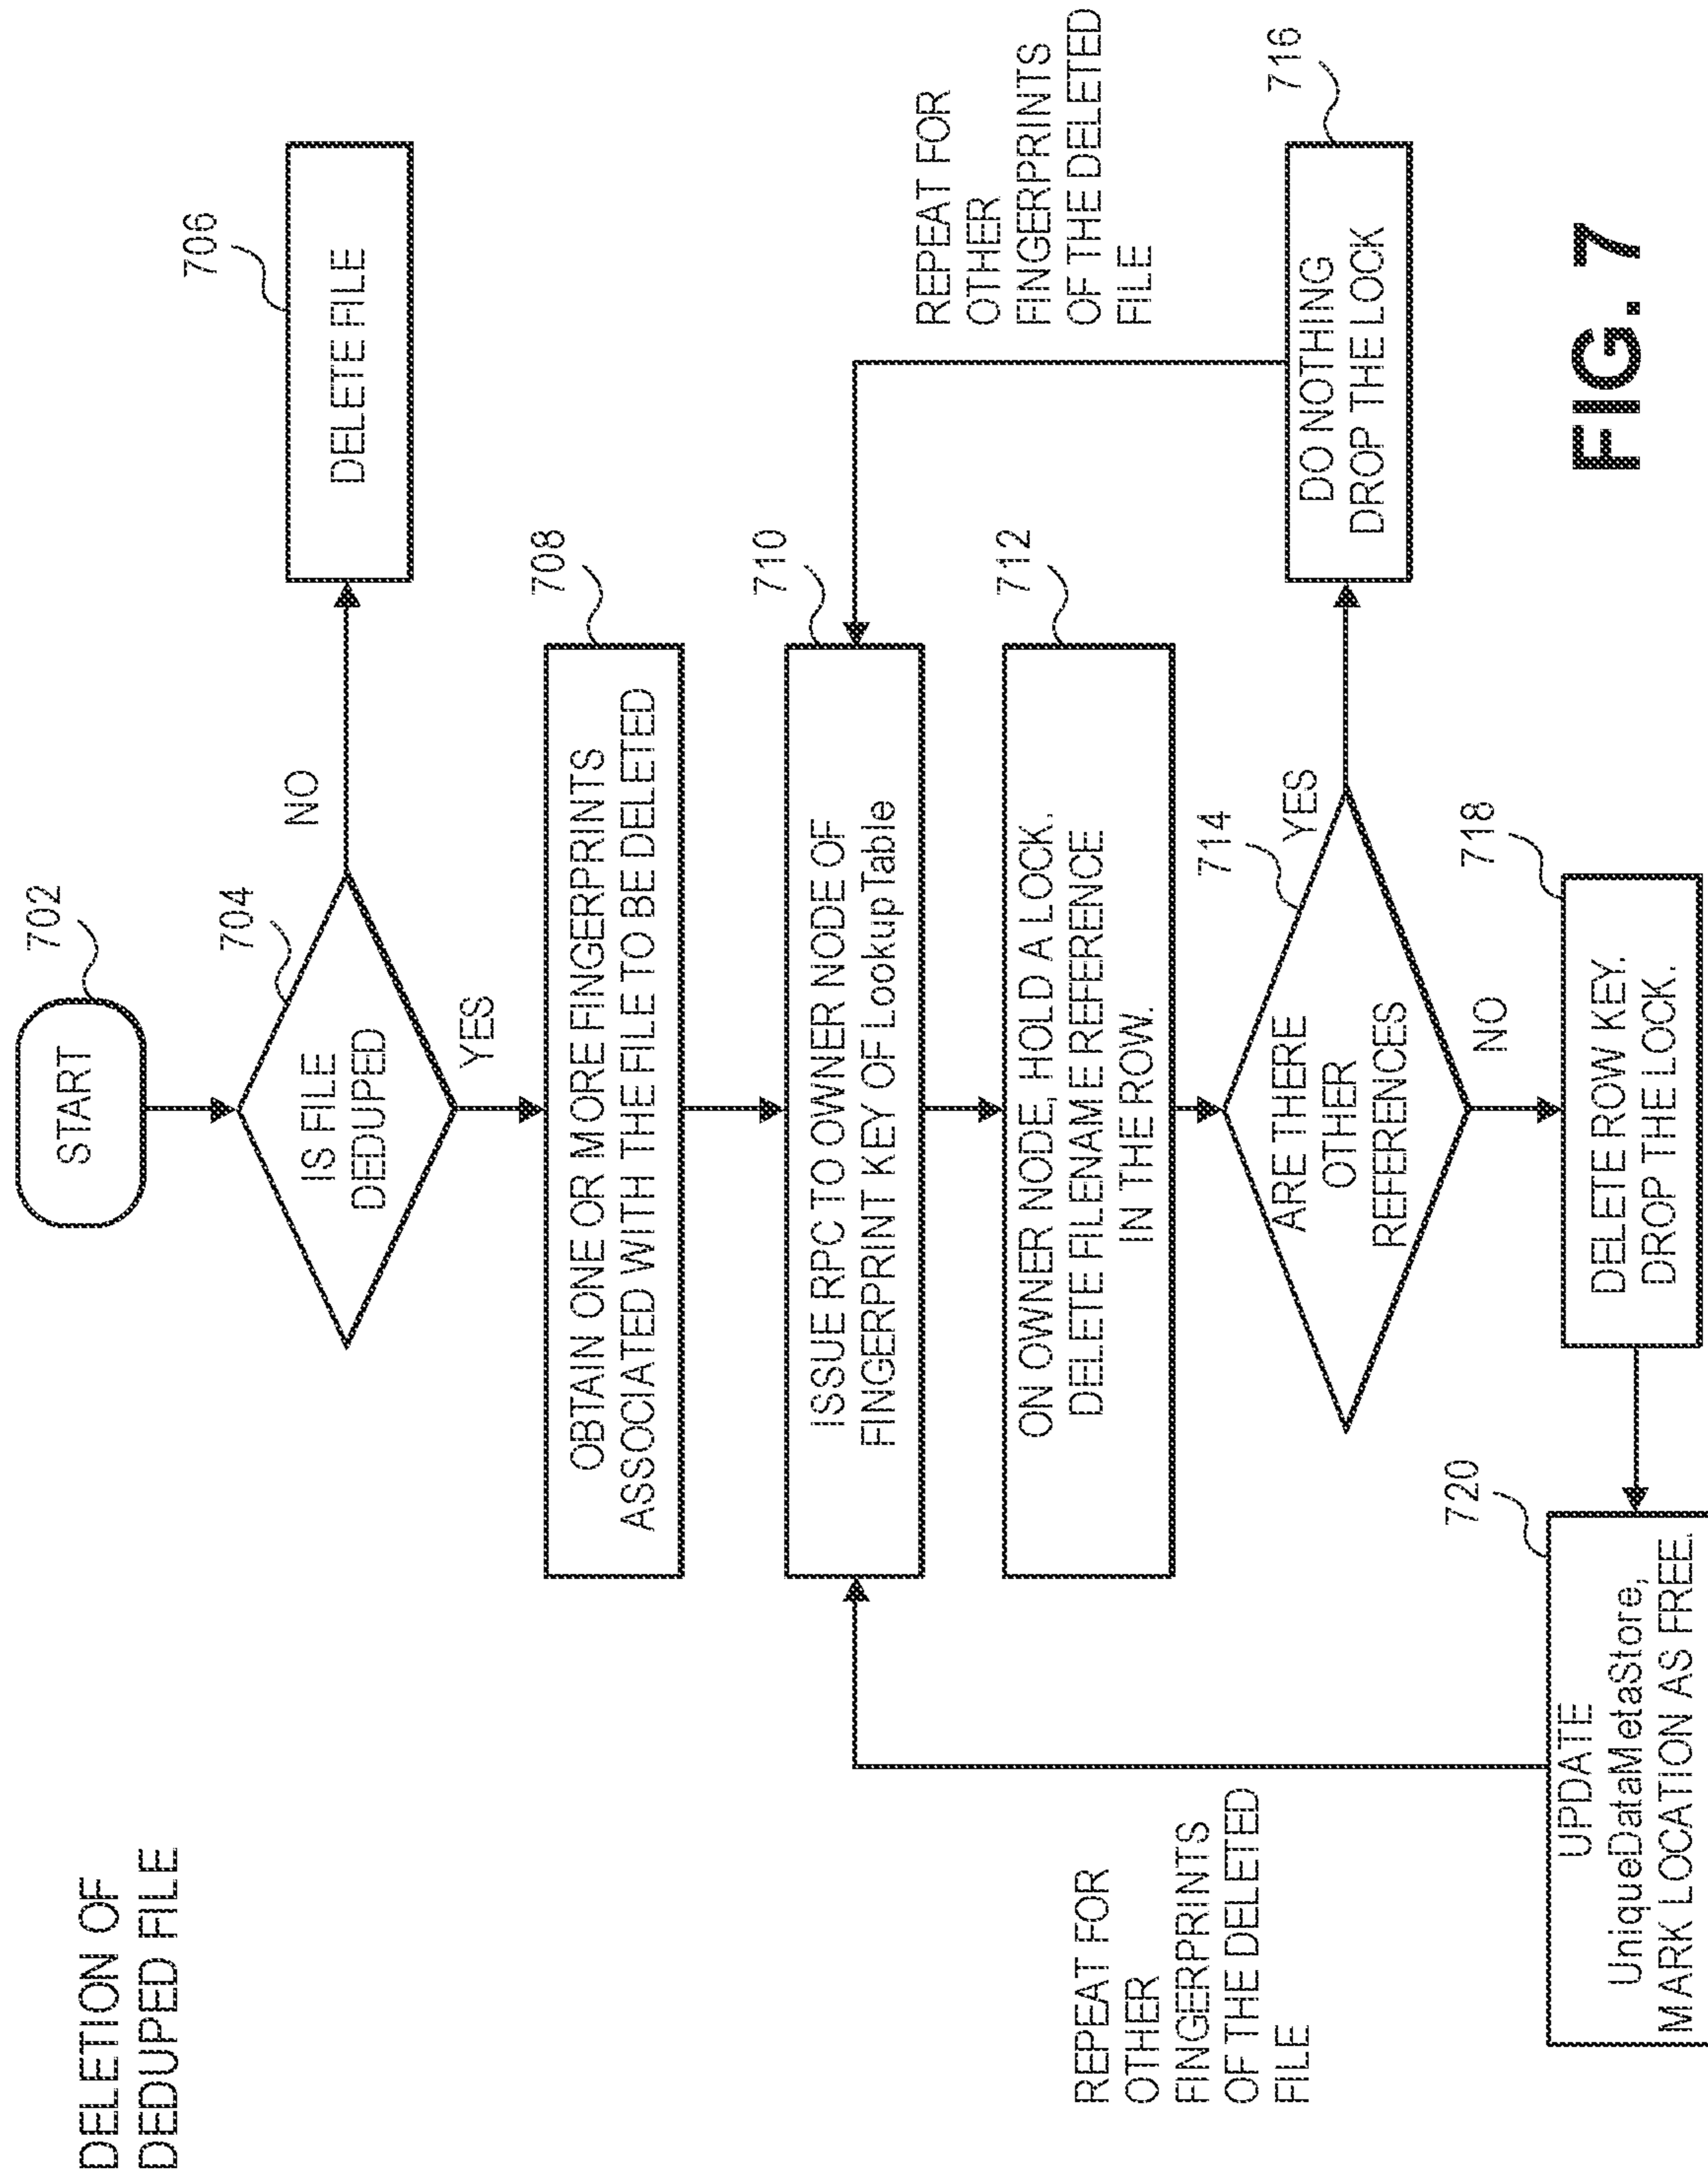 DELETION OF
DEDUPED FILE
START
702
IS FILE
DEDUPED
704
NO
DELETE FILE
706
YES
OBTAIN ONE OR MORE FINGERPRINTS
ASSOCIATED WITH THE FILE TO BE DELETED
708
ISSUE RPC TO OWNER NODE OF
FINGERPRINT KEY OF LookupTable
710
ON OWNER NODE, HOLD A LOCK.
DELETE FILENAME REFERENCE
IN THE ROW.
712
ARE THERE
OTHER
REFERENCES
714
YES
DO NOTHING
DROP THE LOCK
716
REPEAT FOR
OTHER
FINGERPRINTS
OF THE DELETED
FILE
NO
DELETE ROW KEY.
DROP THE LOCK.
718
UPDATE
UniqueDataMetaStore,
MARK LOCATION AS FREE.
720
REPEAT FOR
OTHER
FINGERPRINTS
OF THE DELETED
FILE
FIG. 7